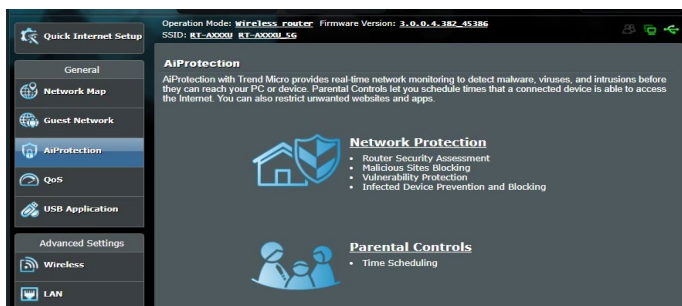 Quick Internet Setup
General
Network Map
Guest Network
AiProtection
QoS
USB Application
Advanced Settings
Wireless
LAN
Operation Mode: Wireless router Firmware Version: 3.0.0.4.382_45386
SSID: RT-AXXXU RT-AXXXU_5G
AiProtection
AiProtection with Trend Micro provides real-time network monitoring to detect malware, viruses, and intrusions before
they can reach your PC or device. Parental Controls let you schedule times that a connected device is able to access
the Internet. You can also restrict unwanted websites and apps.
Network Protection
• Router Security Assessment
• Malicious Sites Blocking
• Vulnerability Protection
• Infected Device Prevention and Blocking
Parental Controls
• Time Scheduling